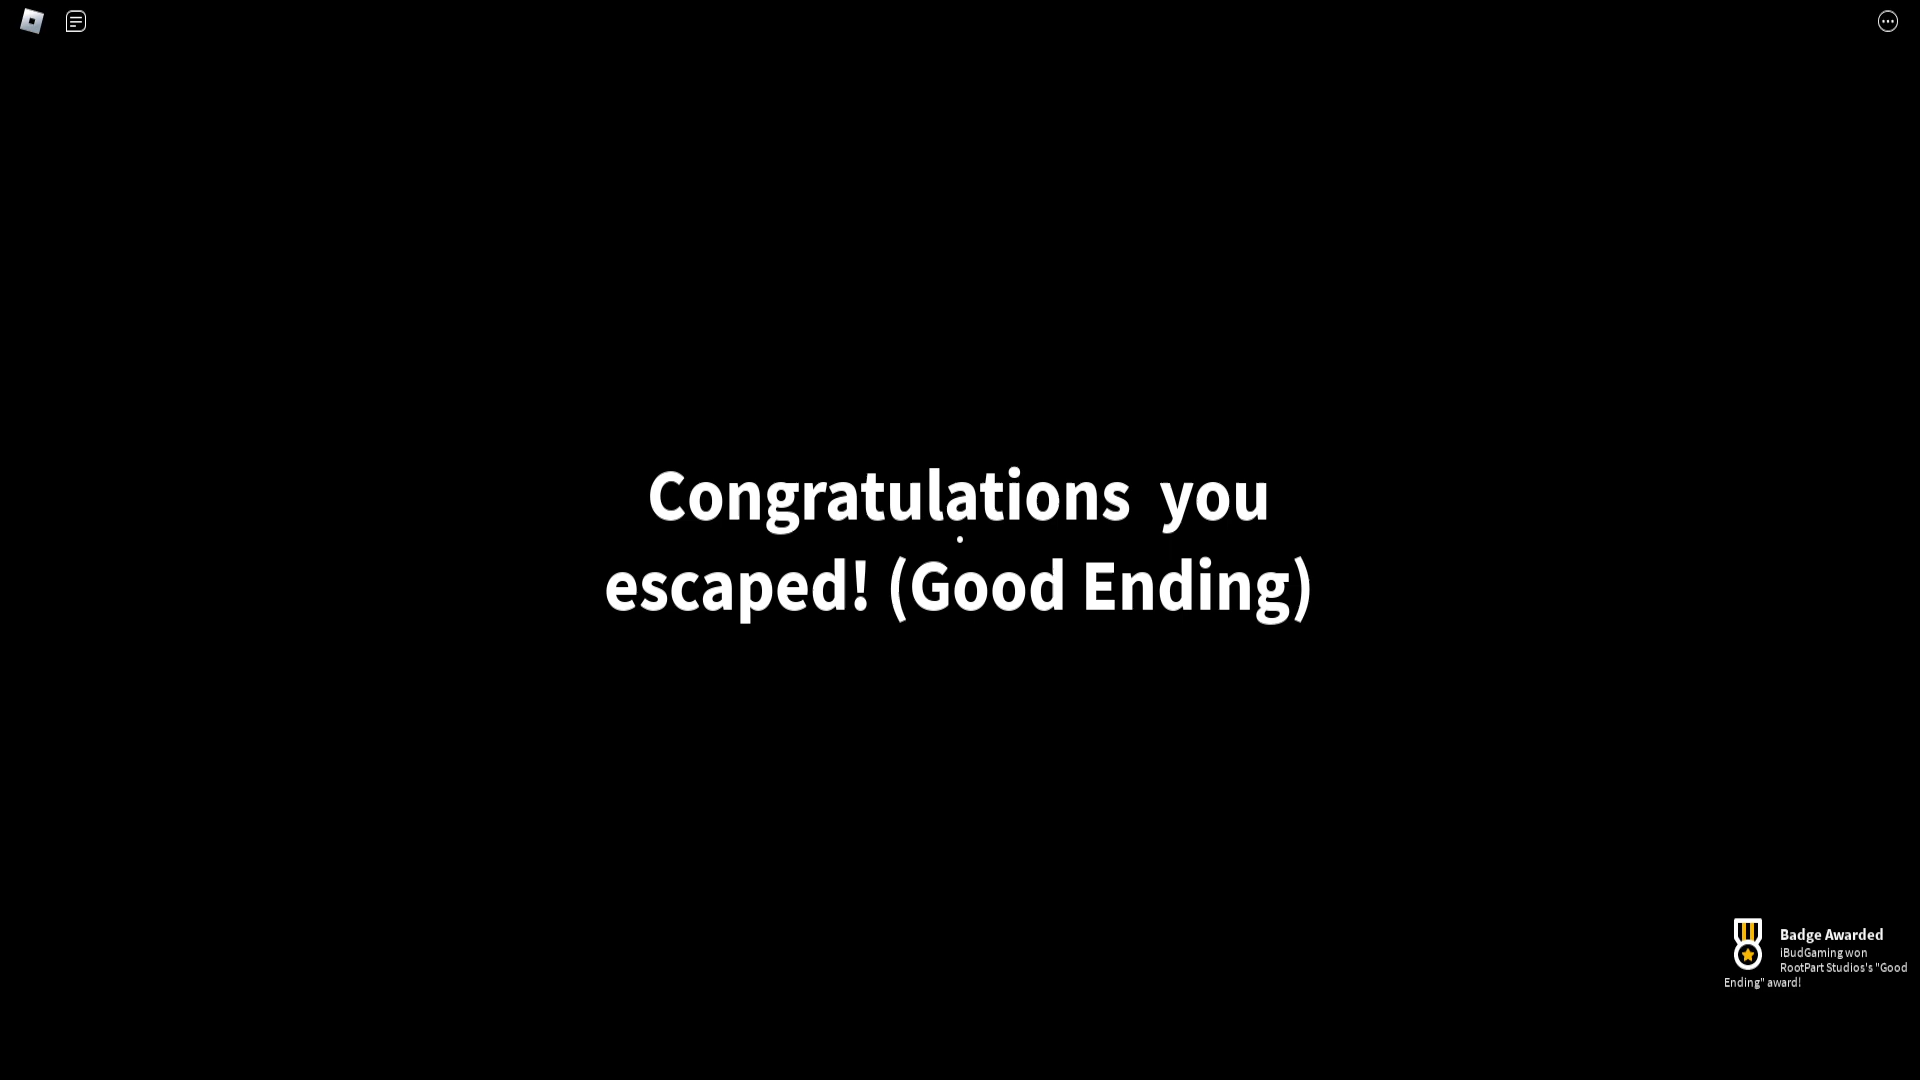 Congratulations  you
escaped! (Good Ending)
Badge Awarded
iBudGaming won
RootPart Studios's "Good
Ending" award!